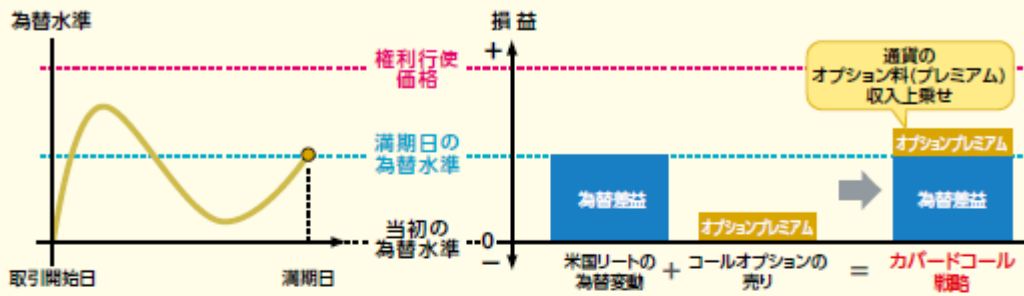 為替水準
権利行使
価格
満期日の
為替水準
当初の
為替水準
取引開始日
満期日
損益
+
0
−
為替差益
米国リートの
為替変動
+
オプションプレミアム
コールオプションの
売り
=
通貨の
オプション料(プレミアム)
収入上乗せ
オプションプレミアム
為替差益
カバードコール
戦略